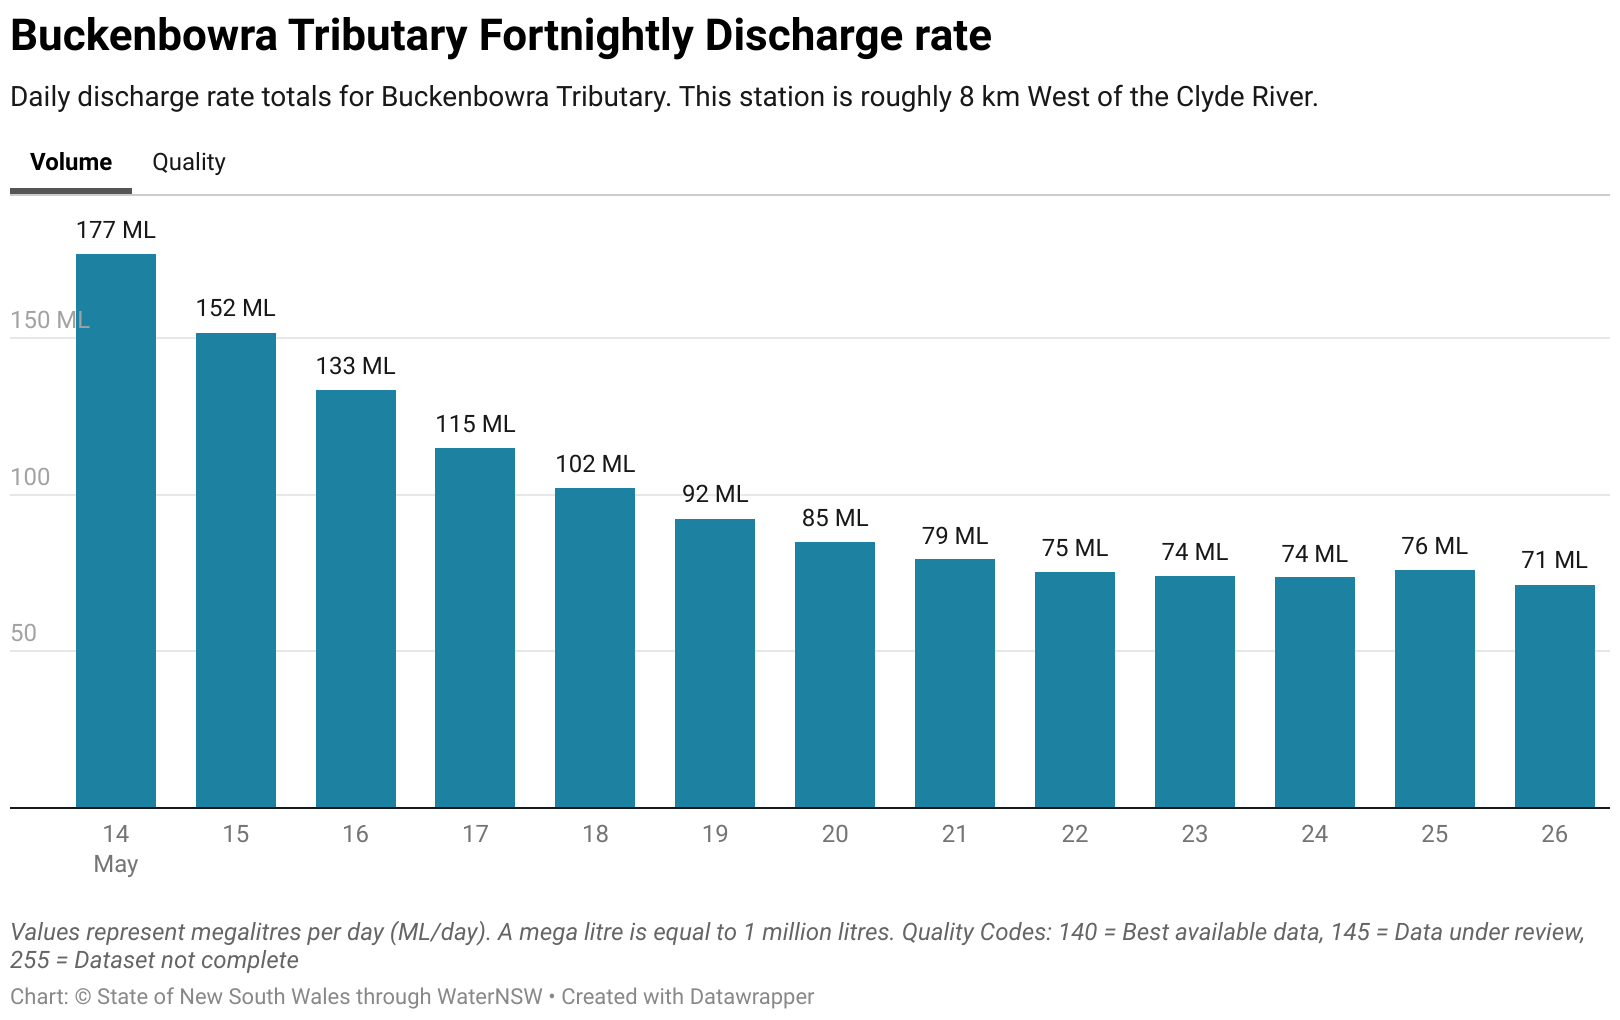 Buckenbowra Tributary Fortnightly Discharge rate
Daily discharge rate totals for Buckenbowra Tributary. This station is roughly 8 km West of the Clyde River.
Volume Quality
177 ML
152 ML
150 ML
133 ML
115 ML
102 ML
100
92 ML
85 ML
79 ML
75 ML
74 ML
74 ML
76 ML
71 ML
50
14 15 16 17 18 19 20 21 22 23 24 25 26
May
Values represent megalitres per day (ML/day). A mega litre is equal to 1 million litres. Quality Codes: 140 = Best available data, 145 = Data under review,
255 = Dataset not complete
Chart: © State of New South Wales through WaterNSW • Created with Datawrapper